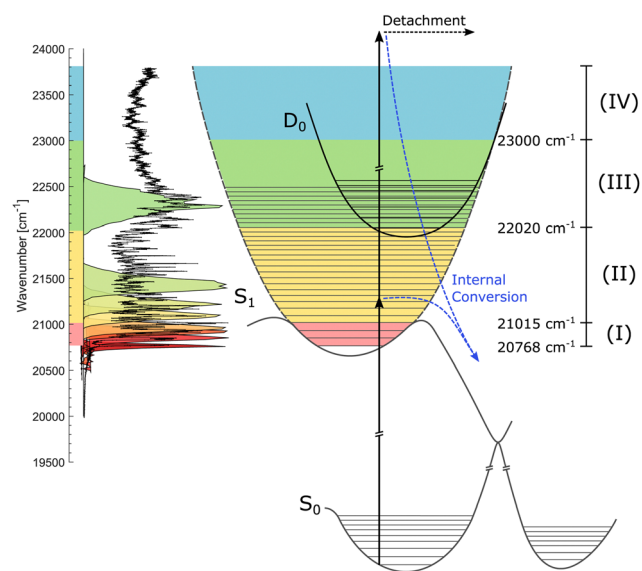 Detachment
24000
23500
23000
22500
22000
21500
21000
20500
20000
19500
Wavenumber [cm⁻¹]
D₀
S₁
S₀
Internal
Conversion
23000 cm⁻¹
22020 cm⁻¹
21015 cm⁻¹
20768 cm⁻¹
(IV)
(III)
(II)
(I)